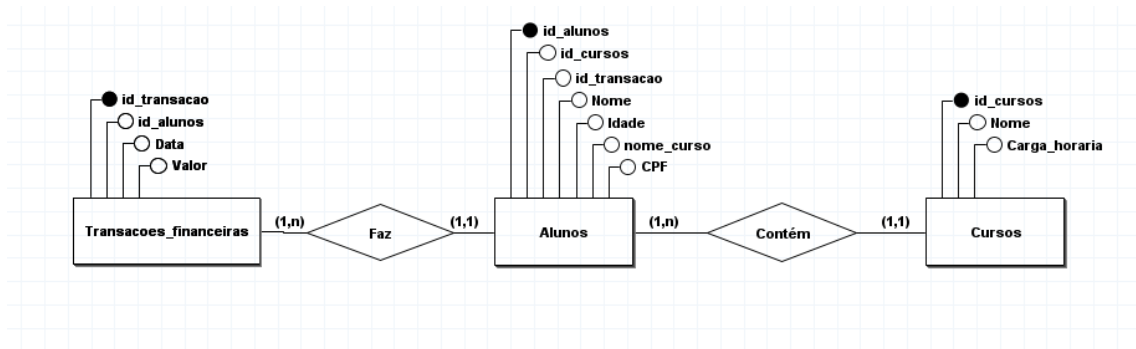 id_transacao
id_alunos
Data
Valor
Transacoes_financeiras
(1,n)
Faz
(1,1)
id_alunos
id_cursos
id_transacao
Nome
Idade
nome_curso
CPF
Alunos
(1,n)
Contém
(1,1)
id_cursos
Nome
Carga_horaria
Cursos